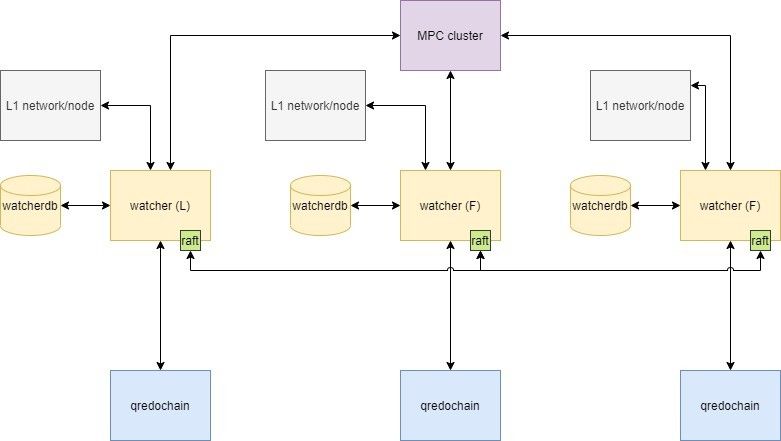 MPC cluster
L1 network/node
L1 network/node
L1 network/node
watcherdb
watcher (L)
watcherdb
watcher (F)
watcherdb
watcher (F)
raft
raft
raft
qredochain
qredochain
qredochain